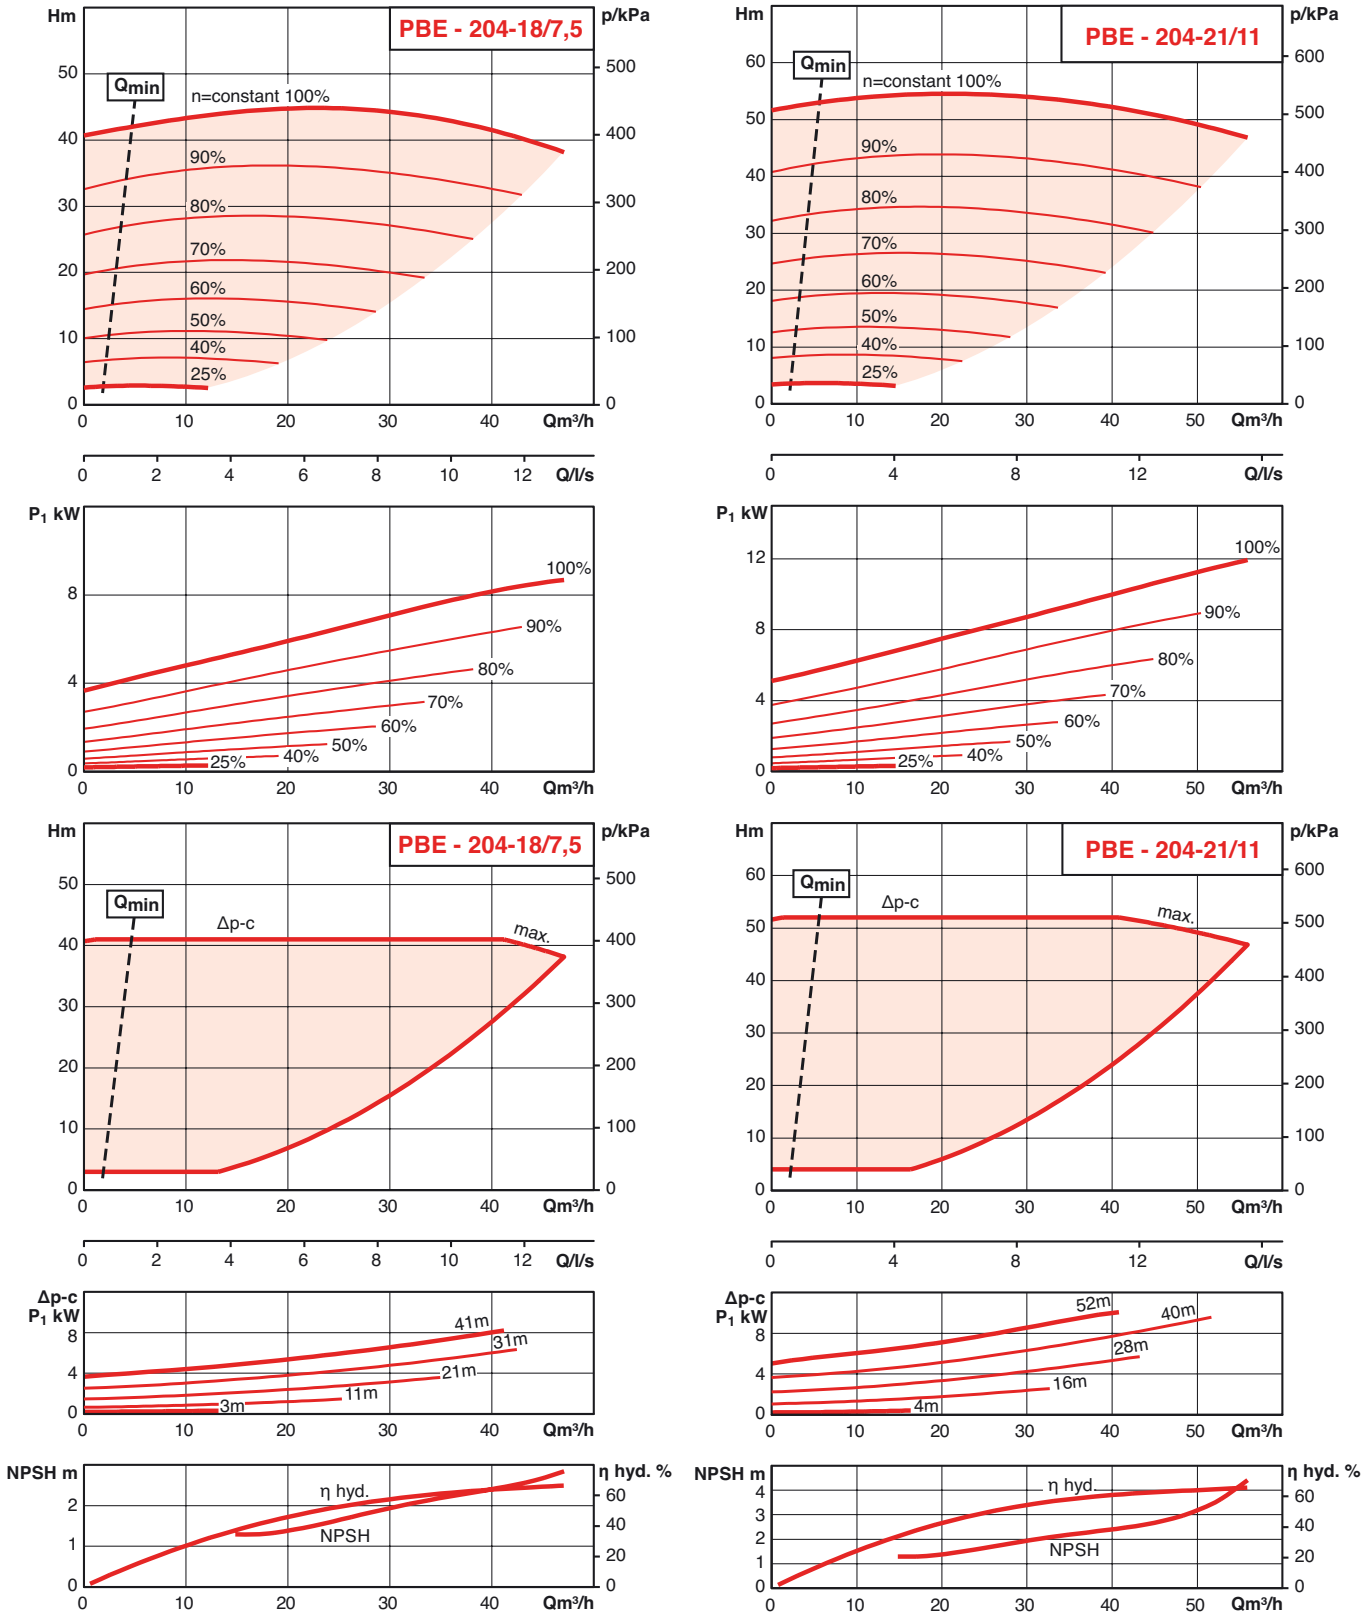 Hm
PBE - 204-18/7,5
p/kPa
Qmin
n=constant 100%
90%
80%
70%
60%
50%
40%
25%
50
40
30
20
10
0
500
400
300
200
100
0
0 10 20 30 40 Qm³/h
0 2 4 6 8 10 12 Q/l/s
P₁ kW
8
4
0
100%
90%
80%
70%
60%
50%
40%
25%
0 10 20 30 40 Qm³/h
Hm
PBE - 204-21/11
p/kPa
Qmin
n=constant 100%
90%
80%
70%
60%
50%
40%
25%
60
50
40
30
20
10
0
600
500
400
300
200
100
0
0 10 20 30 40 50 Qm³/h
0 4 8 12 Q/l/s
P₁ kW
12
8
4
0
100%
90%
80%
70%
60%
50%
40%
25%
0 10 20 30 40 50 Qm³/h
Hm
PBE - 204-18/7,5
p/kPa
Qmin
Δp-c
max.
50
40
30
20
10
0
500
400
300
200
100
0
0 10 20 30 40 Qm³/h
0 2 4 6 8 10 12 Q/l/s
Δp-c
P₁ kW
8
4
0
41m
31m
21m
11m
3m
0 10 20 30 40 Qm³/h
NPSH m
η hyd. %
2
1
0
60
40
20
0
η hyd.
NPSH
0 10 20 30 40 Qm³/h
Hm
PBE - 204-21/11
p/kPa
Qmin
Δp-c
max.
60
50
40
30
20
10
0
600
500
400
300
200
100
0
0 10 20 30 40 50 Qm³/h
0 4 8 12 Q/l/s
Δp-c
P₁ kW
8
4
0
52m
40m
28m
16m
4m
0 10 20 30 40 50 Qm³/h
NPSH m
η hyd. %
4
3
2
1
0
60
40
20
0
η hyd.
NPSH
0 10 20 30 40 50 Qm³/h